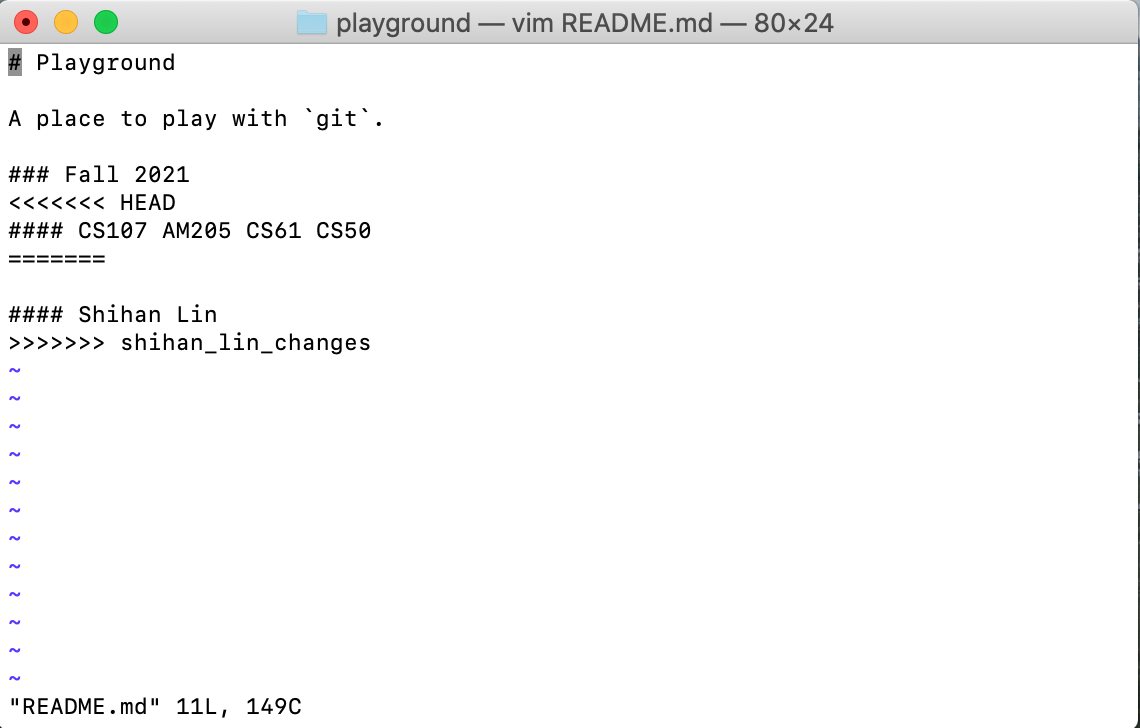 playground — vim README.md — 80×24
# Playground
A place to play with `git`.
### Fall 2021
<<<<<<< HEAD
#### CS107 AM205 CS61 CS50
=======
#### Shihan Lin
>>>>>>> shihan_lin_changes
~
~
~
~
~
~
~
~
~
~
~
~
"README.md" 11L, 149C